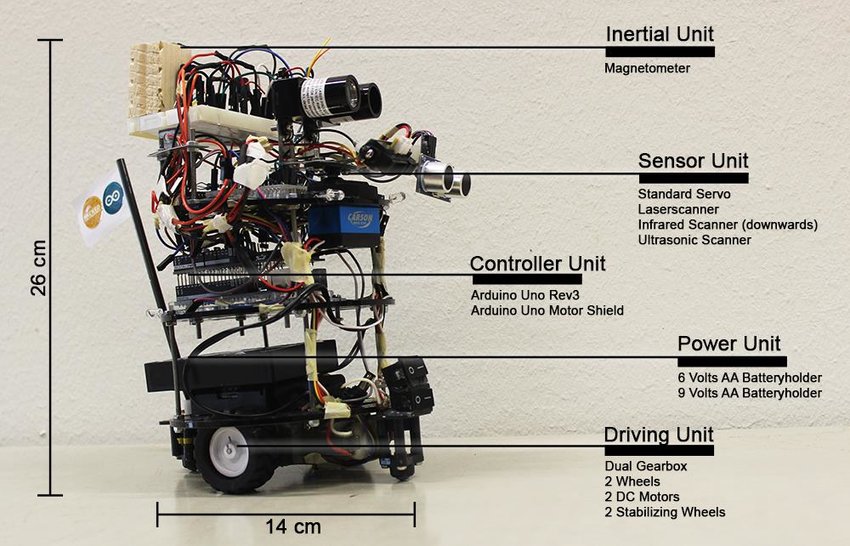 Inertial Unit
Magnetometer
Sensor Unit
Standard Servo
Laserscanner
Infrared Scanner (downwards)
Ultrasonic Scanner
CARSON
Controller Unit
Arduino Uno Rev3
Arduino Uno Motor Shield
Power Unit
6 Volts AA Batteryholder
9 Volts AA Batteryholder
Driving Unit
Dual Gearbox
2 Wheels
2 DC Motors
2 Stabilizing Wheels
26 cm
14 cm